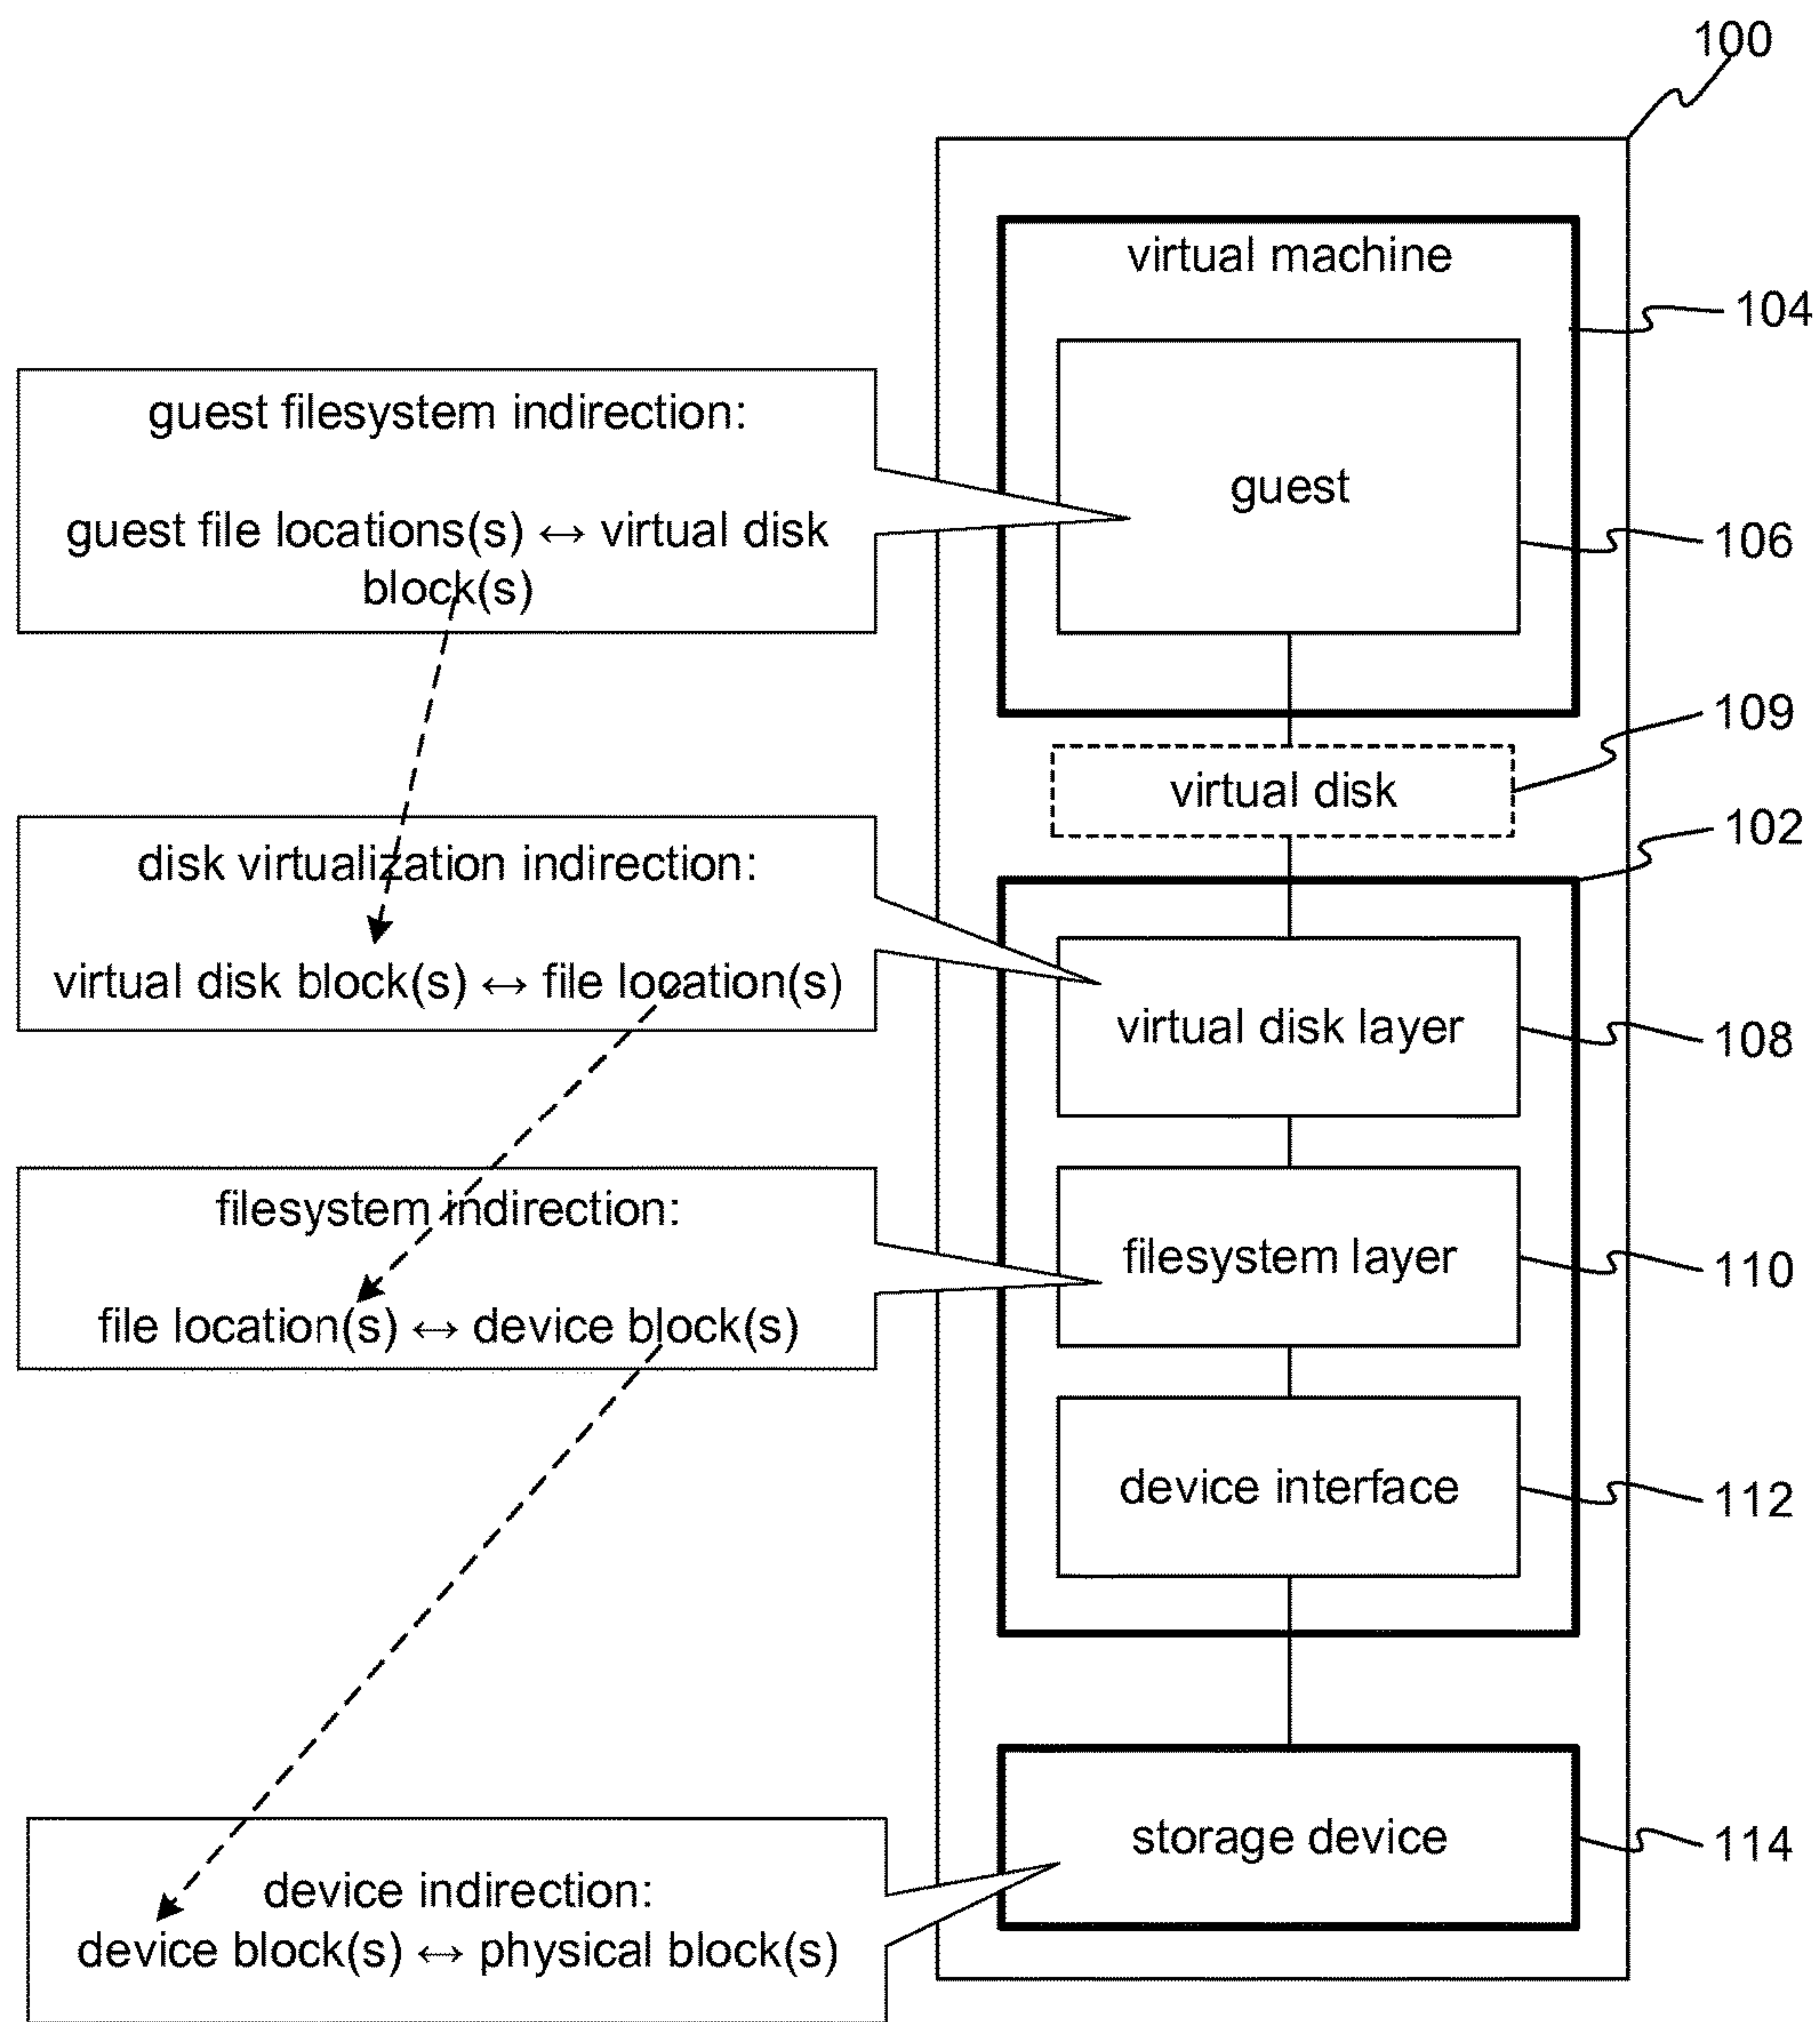 100
virtual machine
104
guest filesystem indirection:
guest file locations(s) ↔ virtual disk
block(s)
guest
106
109
virtual disk
102
disk virtualization indirection:
virtual disk block(s) ↔ file location(s)
virtual disk layer
108
filesystem indirection:
file location(s) ↔ device block(s)
filesystem layer
110
device interface
112
storage device
114
device indirection:
device block(s) ↔ physical block(s)